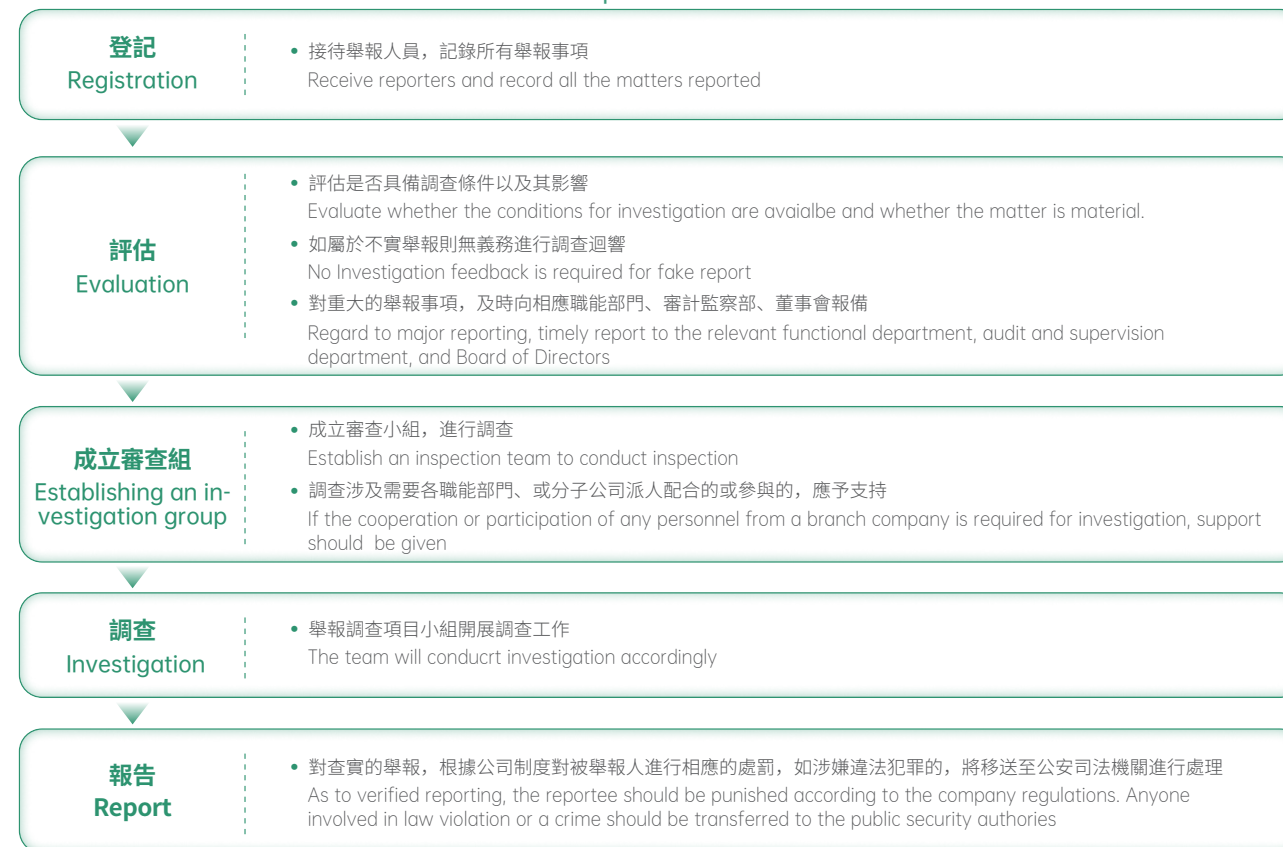 登記
Registration
• 接待舉報人員，記錄所有舉報事項
Receive reporters and record all the matters reported
評估
Evaluation
• 評估是否具備調查條件以及其影響
Evaluate whether the conditions for investigation are avaialbe and whether the matter is material.
• 如屬於不實舉報則無義務進行調查迴響
No Investigation feedback is required for fake report
• 對重大的舉報事項，及時向相應職能部門、審計監察部、董事會報備
Regard to major reporting, timely report to the relevant functional department, audit and supervision
department, and Board of Directors
成立審查組
Establishing an in-
vestigation group
• 成立審查小組，進行調查
Establish an inspection team to conduct inspection
• 調查涉及需要各職能部門、或分子公司派人配合的或參與的，應予支持
If the cooperation or participation of any personnel from a branch company is required for investigation, support
should be given
調查
Investigation
• 舉報調查項目小組開展調查工作
The team will conducrt investigation accordingly
報告
Report
• 對查實的舉報，根據公司制度對被舉報人進行相應的處罰，如涉嫌違法犯罪的，將移送至公安司法機關進行處理
As to verified reporting, the reportee should be punished according to the company regulations. Anyone
involved in law violation or a crime should be transferred to the public security authories